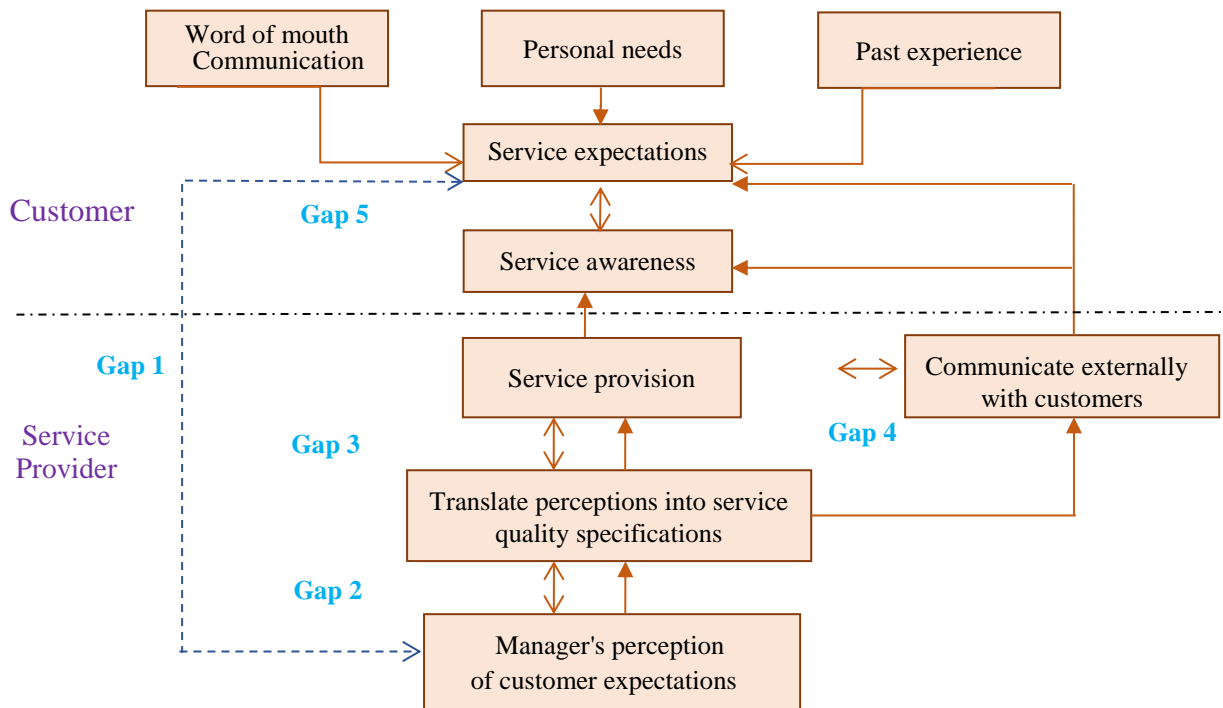 Word of mouth
Communication
Personal needs
Past experience
Service expectations
Customer
Gap 5
Service awareness
Gap 1
Service provision
Communicate externally
with customers
Service
Provider
Gap 3
Gap 4
Translate perceptions into service
quality specifications
Gap 2
Manager's perception
of customer expectations